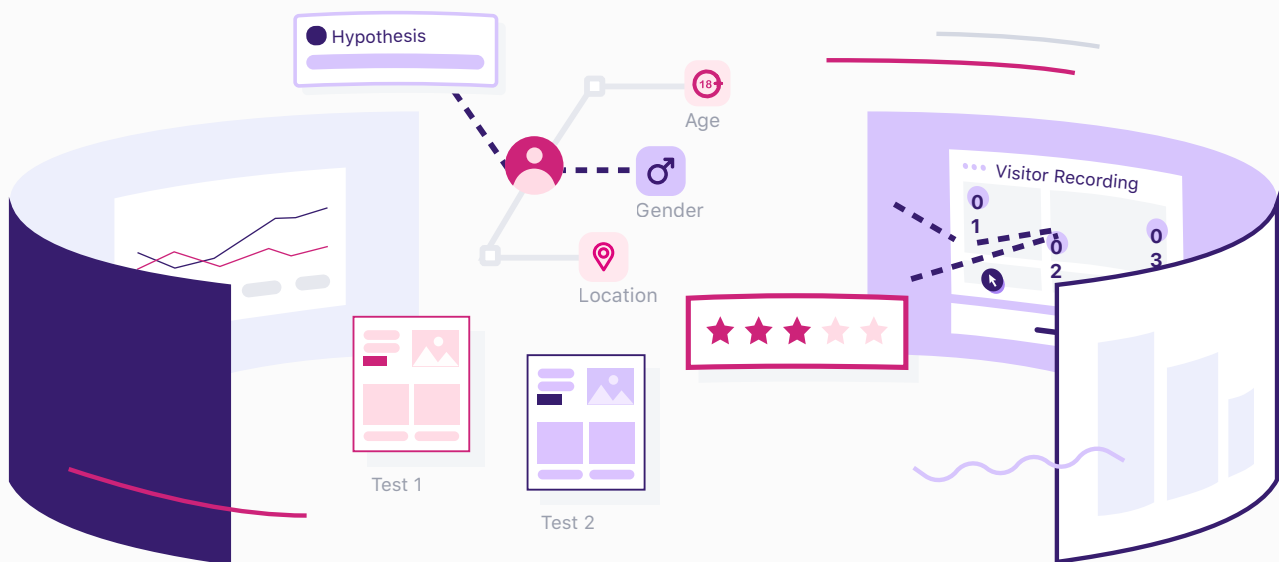 Hypothesis
18+
Age
Gender
Location
Visitor Recording
0
1
0
2
0
3
Test 1
Test 2